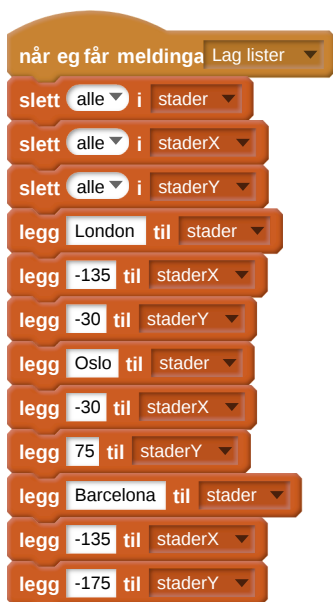 når eg får meldinga Lag lister
slett alle i stader
slett alle i staderX
slett alle i staderY
legg London til stader
legg -135 til staderX
legg -30 til staderY
legg Oslo til stader
legg -30 til staderX
legg 75 til staderY
legg Barcelona til stader
legg -135 til staderX
legg -175 til staderY